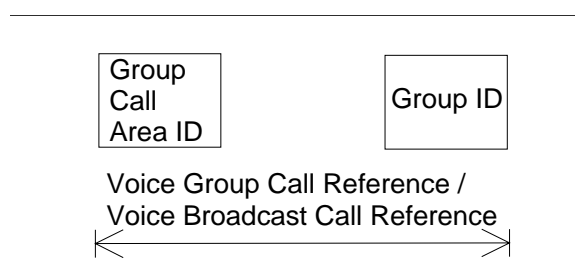 Group
Call
Area ID
Group ID
Voice Group Call Reference /
Voice Broadcast Call Reference